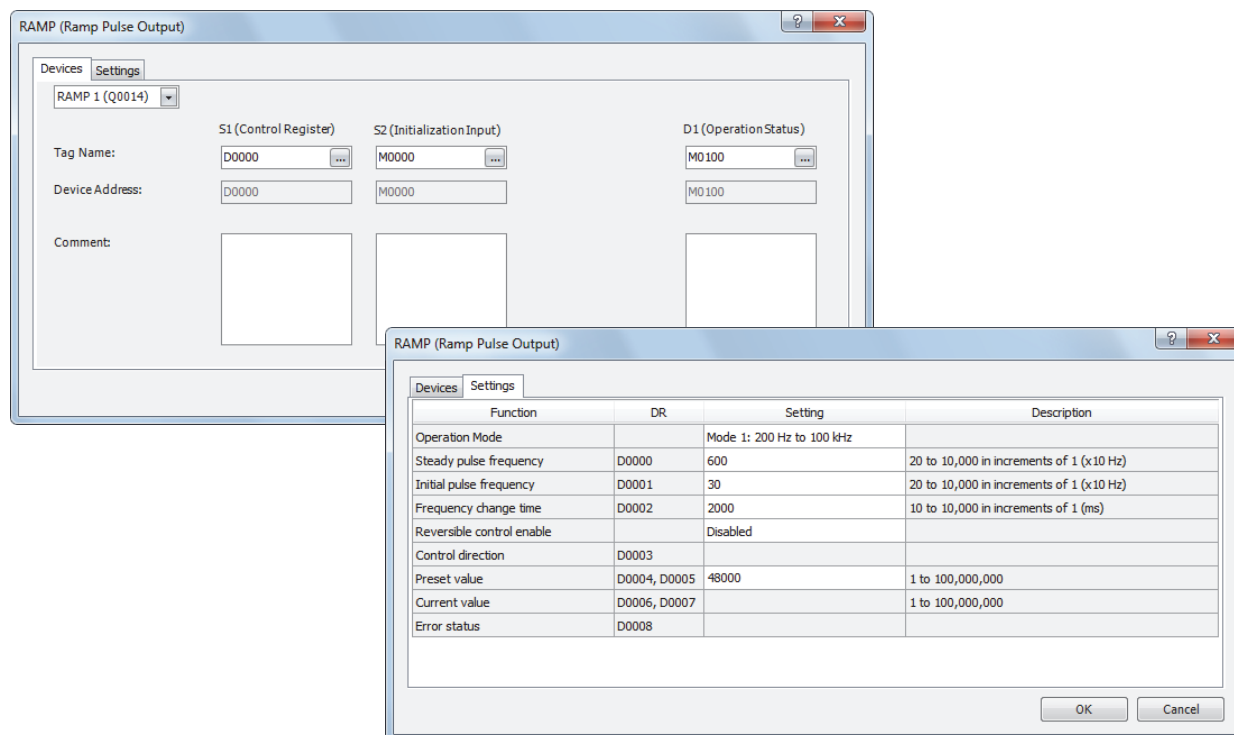 RAMP (Ramp Pulse Output)
Devices Settings
RAMP 1 (Q0014)
S1 (Control Register) S2 (Initialization Input) D1 (Operation Status)
Tag Name: D0000 ... M0000 ... M0100 ...
Device Address: D0000 M0000 M0100
Comment:
RAMP (Ramp Pulse Output)
Devices Settings
Function DR Setting Description
Operation Mode Mode 1: 200 Hz to 100 kHz
Steady pulse frequency D0000 600 20 to 10,000 in increments of 1 (x10 Hz)
Initial pulse frequency D0001 30 20 to 10,000 in increments of 1 (x10 Hz)
Frequency change time D0002 2000 10 to 10,000 in increments of 1 (ms)
Reversible control enable Disabled
Control direction D0003
Preset value D0004, D0005 48000 1 to 100,000,000
Current value D0006, D0007 1 to 100,000,000
Error status D0008
OK Cancel